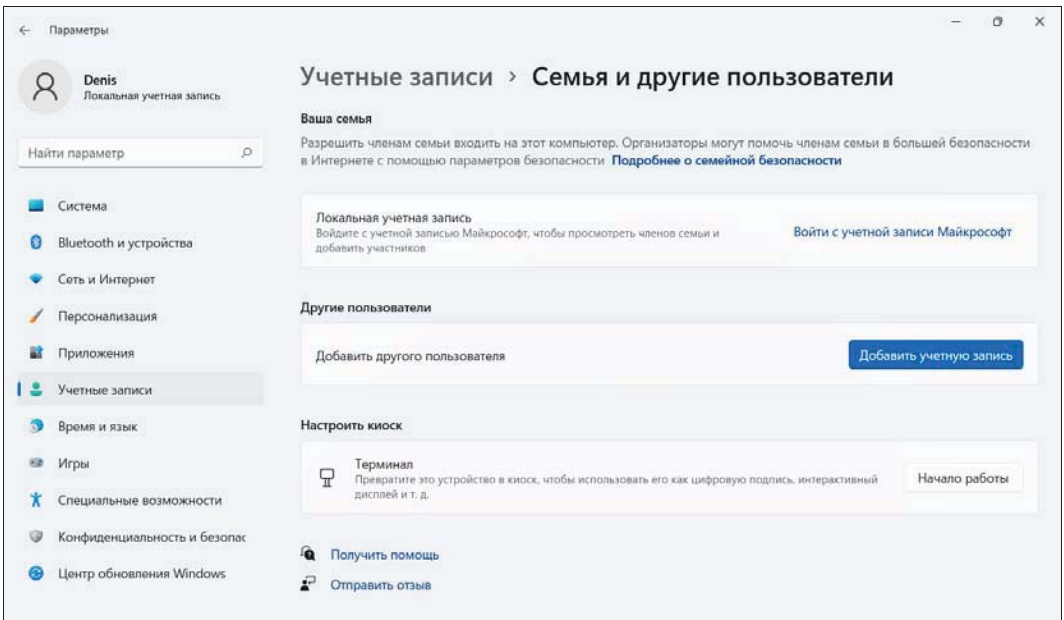 Параметры
Denis
Локальная учетная запись
Найти параметр
Система
Bluetooth и устройства
Сеть и Интернет
Персонализация
Приложения
Учетные записи
Время и язык
Игры
Специальные возможности
Конфиденциальность и безопас
Центр обновления Windows
Учетные записи › Семья и другие пользователи
Ваша семья
Разрешить членам семьи входить на этот компьютер. Организаторы могут помочь членам семьи в большей безопасности
в Интернете с помощью параметров безопасности Подробнее о семейной безопасности
Локальная учетная запись
Войдите с учетной записью Майкрософт, чтобы просмотреть членов семьи и
добавить участников
Войти с учетной записи Майкрософт
Другие пользователи
Добавить другого пользователя
Добавить учетную запись
Настроить киоск
Терминал
Превратите это устройство в киоск, чтобы использовать его как цифровую подпись, интерактивный
дисплей и т. д.
Начало работы
Получить помощь
Отправить отзыв